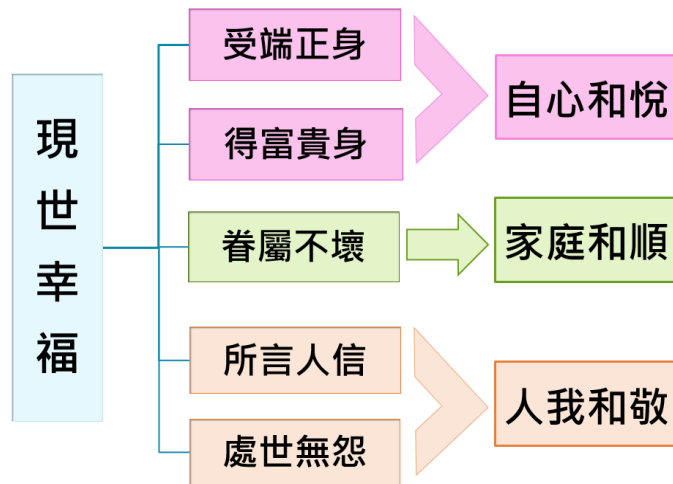 現世幸福
受端正身
得富貴身
眷屬不壞
所言人信
處世無怨
自心和悅
家庭和順
人我和敬